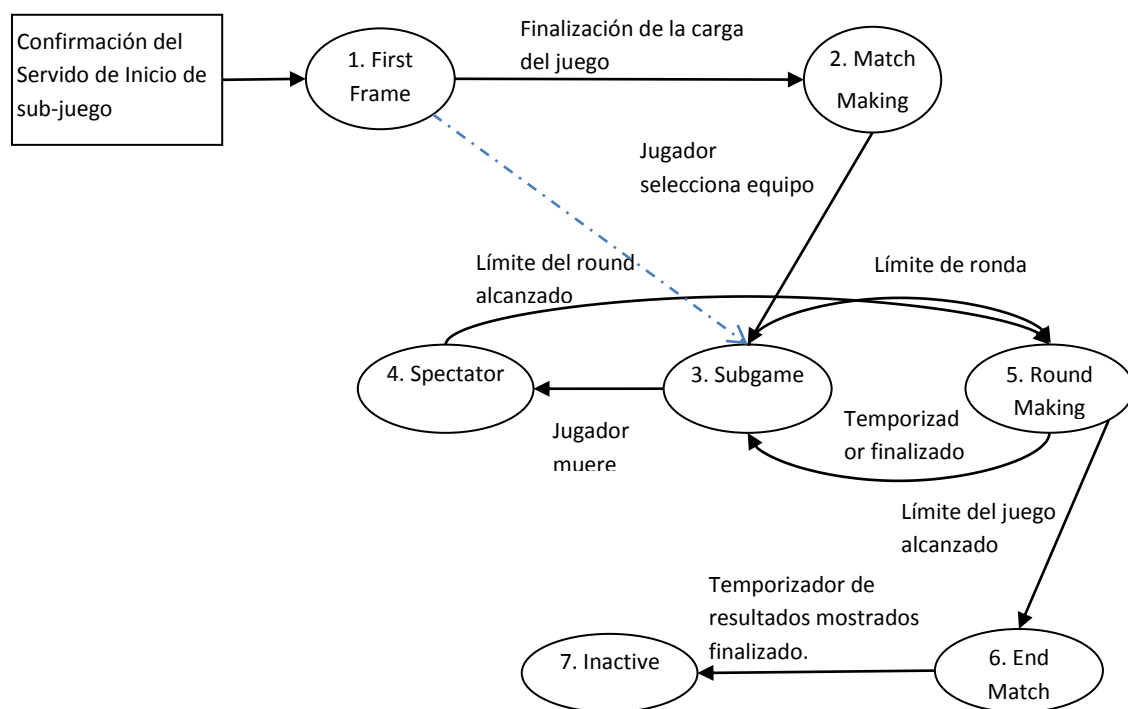 Confirmación del
Servido de Inicio de
sub-juego
1. First
Frame
Finalización de la carga
del juego
2. Match
Making
Jugador
selecciona equipo
Límite del round
alcanzado
Límite de ronda
4. Spectator
3. Subgame
5. Round
Making
Jugador
muere
Temporizad
or finalizado
Límite del juego
alcanzado
Temporizador de
resultados mostrados
finalizado.
7. Inactive
6. End
Match